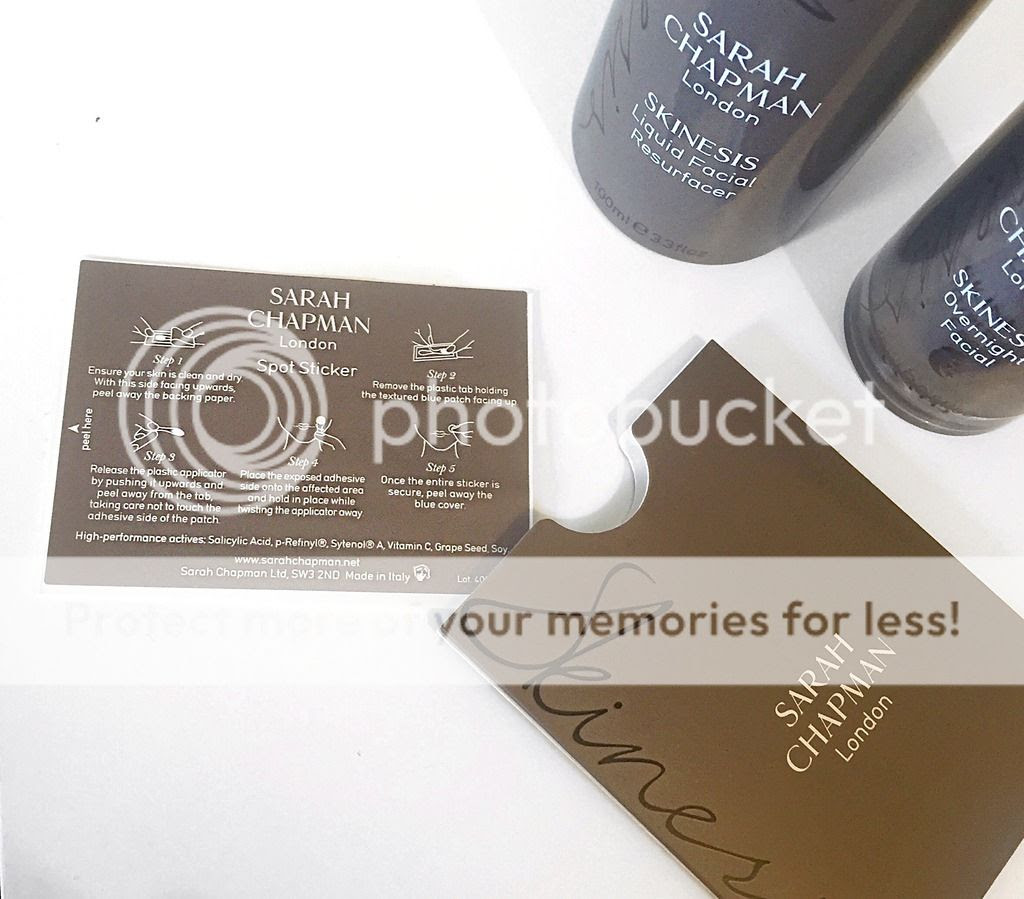 SARAH
CHAPMAN
London
SKINESIS
Liquid Facial
Resurfacer
100ml e 3.3fl.oz
London
SKINESIS
Overnight
Facial
SARAH
CHAPMAN
London
Spot Sticker
Step 1
Ensure your skin is clean and dry.
With this side facing upwards,
peel away the backing paper.
Step 2
Remove the plastic tab holding
the textured blue patch facing up
peel here
Step 3
Release the plastic applicator
by pushing it upwards and
peel away from the tab,
taking care not to touch the
adhesive side of the patch.
Step 4
Place the exposed adhesive
side onto the affected area
and hold in place while
twisting the applicator away
Step 5
Once the entire sticker is
secure, peel away the
blue cover.
High-performance actives: Salicylic Acid, p-Refinyl®, Sytenol® A, Vitamin C, Grape Seed, Soy.
www.sarahchapman.net
Sarah Chapman Ltd, SW3 2ND Made in Italy
Lot.
photobucket
Protect more of your memories for less!
Skines
SARAH
CHAPMAN
London